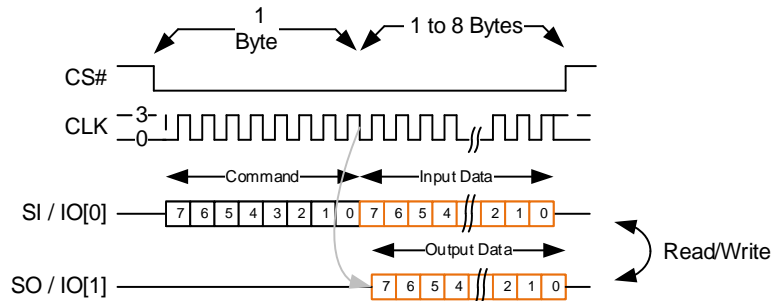 1
Byte
1 to 8 Bytes
CS#
CLK
3
0
Command
Input Data
SI / IO[0]
7 6 5 4 3 2 1 0 7 6 5 4 2 1 0
Output Data
Read/Write
SO / IO[1]
7 6 5 4 2 1 0